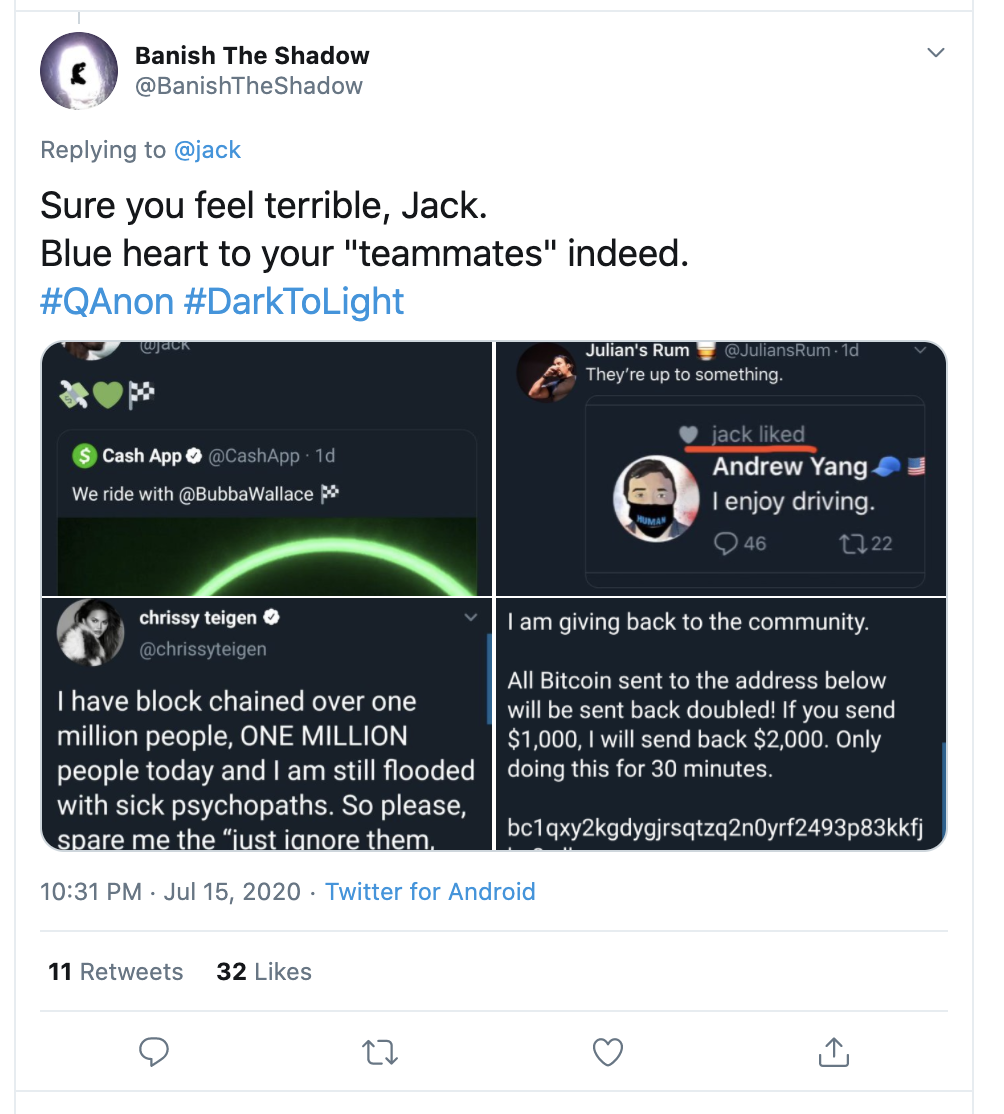 Banish The Shadow
@BanishTheShadow
Replying to @jack
Sure you feel terrible, Jack.
Blue heart to your "teammates" indeed.
#QAnon #DarkToLight
@jack
$ Cash App @CashApp · 1d
We ride with @BubbaWallace
Julian's Rum @JuliansRum · 1d
They're up to something.
jack liked
Andrew Yang
I enjoy driving.
HUMAN
46 22
chrissy teigen
@chrissyteigen
I have block chained over one
million people, ONE MILLION
people today and I am still flooded
with sick psychopaths. So please,
spare me the “just ignore them,
I am giving back to the community.
All Bitcoin sent to the address below
will be sent back doubled! If you send
$1,000, I will send back $2,000. Only
doing this for 30 minutes.
bc1qxy2kgdygjrsqtzq2n0yrf2493p83kkfj
10:31 PM · Jul 15, 2020 · Twitter for Android
11 Retweets 32 Likes